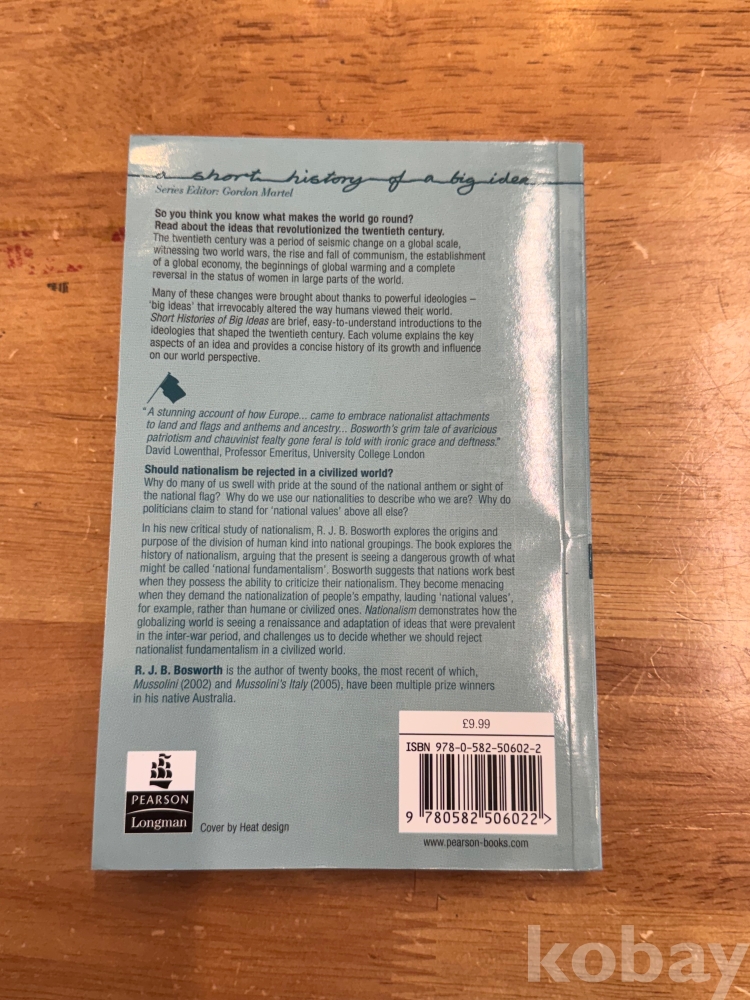 a short history of a big idea
Series Editor: Gordon Martel
So you think you know what makes the world go round?
Read about the ideas that revolutionized the twentieth century.
The twentieth century was a period of seismic change on a global scale,
witnessing two world wars, the rise and fall of communism, the establishment
of a global economy, the beginnings of global warming and a complete
reversal in the status of women in large parts of the world.
Many of these changes were brought about thanks to powerful ideologies –
'big ideas' that irrevocably altered the way humans viewed their world.
Short Histories of Big Ideas are brief, easy-to-understand introductions to the
ideologies that shaped the twentieth century. Each volume explains the key
aspects of an idea and provides a concise history of its growth and influence
on our world perspective.
"A stunning account of how Europe... came to embrace nationalist attachments
to land and flags and anthems and ancestry... Bosworth's grim tale of avaricious
patriotism and chauvinist fealty gone feral is told with ironic grace and deftness."
David Lowenthal, Professor Emeritus, University College London
Should nationalism be rejected in a civilized world?
Why do many of us swell with pride at the sound of the national anthem or sight of
the national flag? Why do we use our nationalities to describe who we are? Why do
politicians claim to stand for 'national values' above all else?
In his new critical study of nationalism, R. J. B. Bosworth explores the origins and
purpose of the division of human kind into national groupings. The book explores the
history of nationalism, arguing that the present is seeing a dangerous growth of what
might be called 'national fundamentalism'. Bosworth suggests that nations work best
when they possess the ability to criticize their nationalism. They become menacing
when they demand the nationalization of people's empathy, lauding 'national values',
for example, rather than humane or civilized ones. Nationalism demonstrates how the
globalizing world is seeing a renaissance and adaptation of ideas that were prevalent
in the inter-war period, and challenges us to decide whether we should reject
nationalist fundamentalism in a civilized world.
R. J. B. Bosworth is the author of twenty books, the most recent of which,
Mussolini (2002) and Mussolini's Italy (2005), have been multiple prize winners
in his native Australia.
£9.99
ISBN 978-0-582-50602-2
9 780582 506022 >
www.pearson-books.com
PEARSON
Longman
Cover by Heat design
kobay